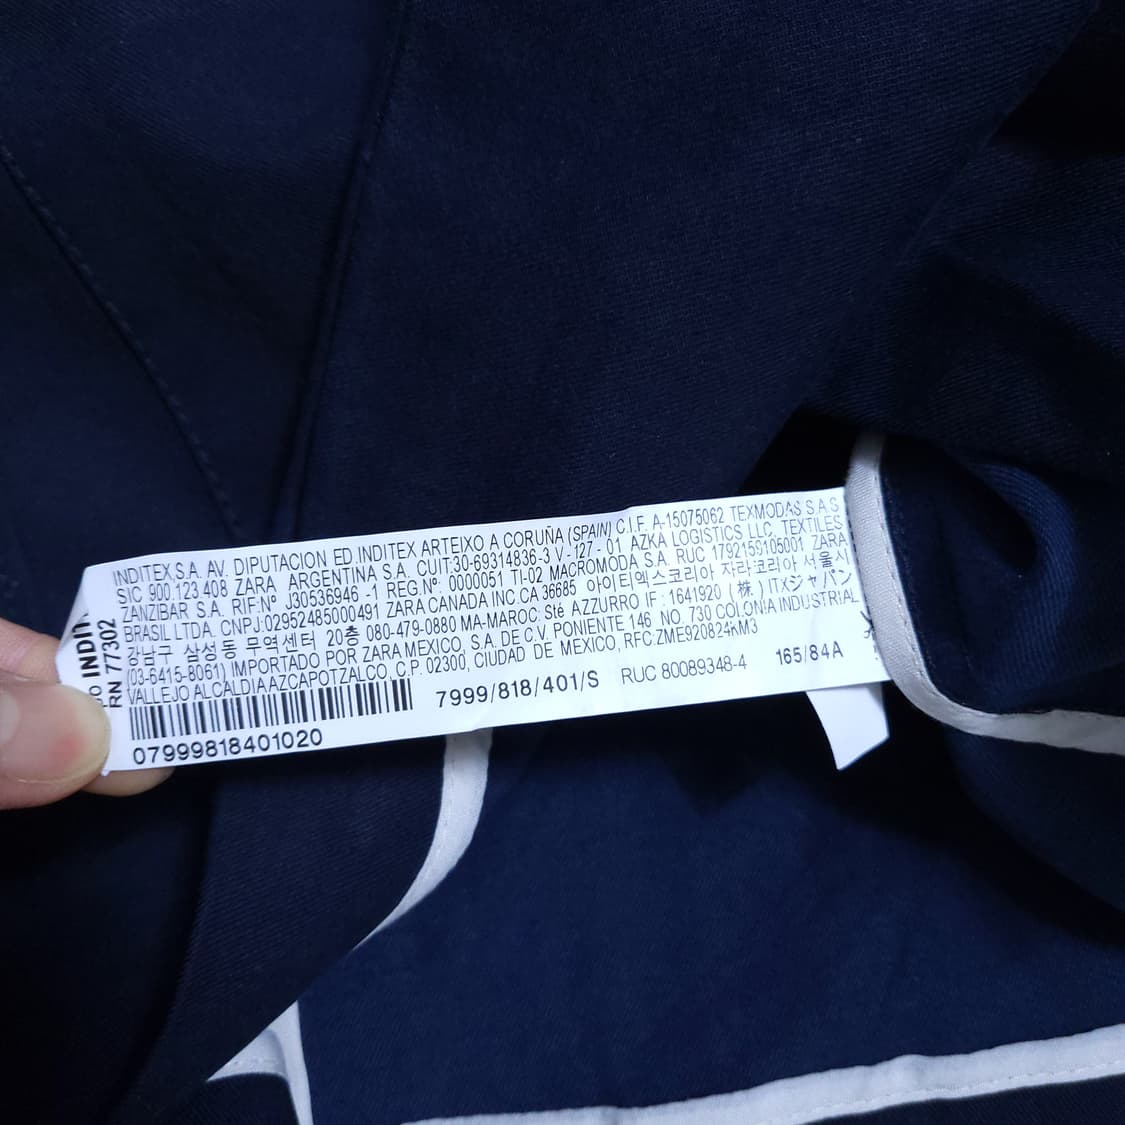 INDITEX,S.A. AV. DIPUTACION ED.INDITEX ARTEIXO A CORUÑA (SPAIN) C.I.F. A-15075062 TEXMODAS S.A.S
SIC 900.123.408 ZARA ARGENTINA S.A. CUIT:30-69314836-3 V-127-01 AZKA LOGISTICS LLC, TEXTILES
ZANZIBAR S.A. RIF:Nº J30536946 -1 REG.Nº: 0000051 TI-02 MACROMODA S.A. RUC 1792159105001 ZARA
BRASIL LTDA. CNPJ:02952485000491 ZARA CANADA INC.CA 36685 아이티엑스코리아 자라코리아 서울시
강남구 삼성동 무역센터 20층 080-479-0880 MA-MAROC: Sté AZZURRO IF : 1641920 (株) ITXジャパン
(03-6415-8061) IMPORTADO POR ZARA MEXICO, S.A. DE C.V. PONIENTE 146 NO. 730 COLONIA INDUSTRIAL
VALLEJO ALCALDIA AZCAPOTZALCO, C.P. 02300, CIUDAD DE MEXICO, RFC:ZME920824KM3
7999/818/401/S RUC 80089348-4 165/84A
07999818401020
RN 77302